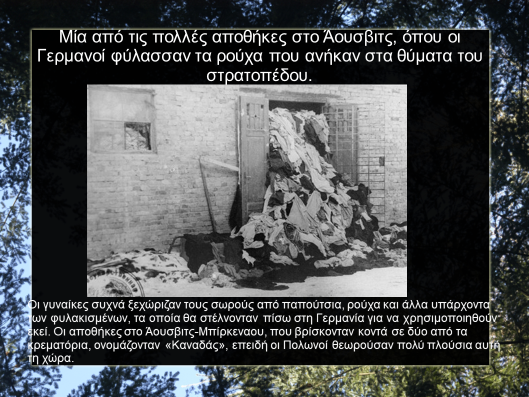 Μία από τις πολλές αποθήκες στο Άουσβιτς, όπου οι
Γερμανοί φύλασσαν τα ρούχα που ανήκαν στα θύματα του
στρατοπέδου.
Οι γυναίκες συχνά ξεχώριζαν τους σωρούς από παπούτσια, ρούχα και άλλα υπάρχοντα
των φυλακισμένων, τα οποία θα στέλνονταν πίσω στη Γερμανία για να χρησιμοποιηθούν
εκεί. Οι αποθήκες στο Άουσβιτς-Μπίρκεναου, που βρίσκονταν κοντά σε δύο από τα
κρεματόρια, ονομάζονταν «Καναδάς», επειδή οι Πολωνοί θεωρούσαν πολύ πλούσια αυτή
τη χώρα.